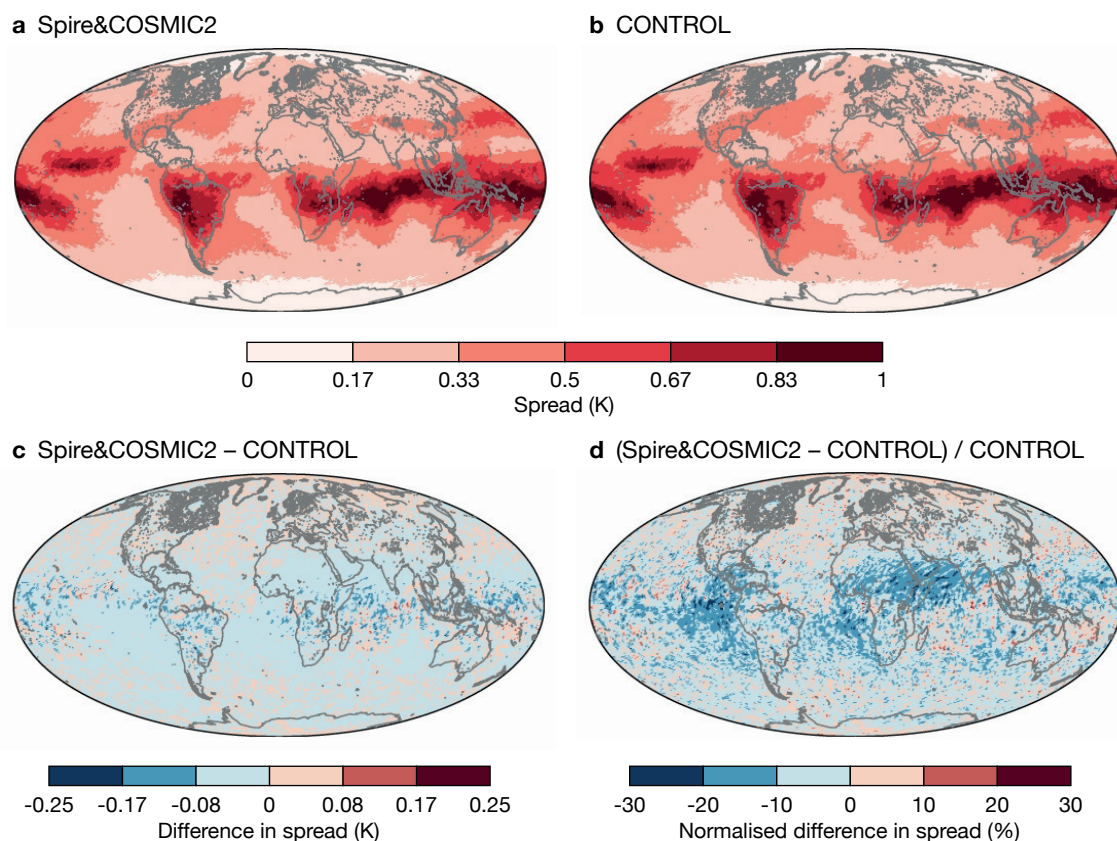 a Spire&COSMIC2
b CONTROL
0 0.17 0.33 0.5 0.67 0.83 1
Spread (K)
c Spire&COSMIC2 – CONTROL
d (Spire&COSMIC2 – CONTROL) / CONTROL
-0.25 -0.17 -0.08 0 0.08 0.17 0.25
Difference in spread (K)
-30 -20 -10 0 10 20 30
Normalised difference in spread (%)